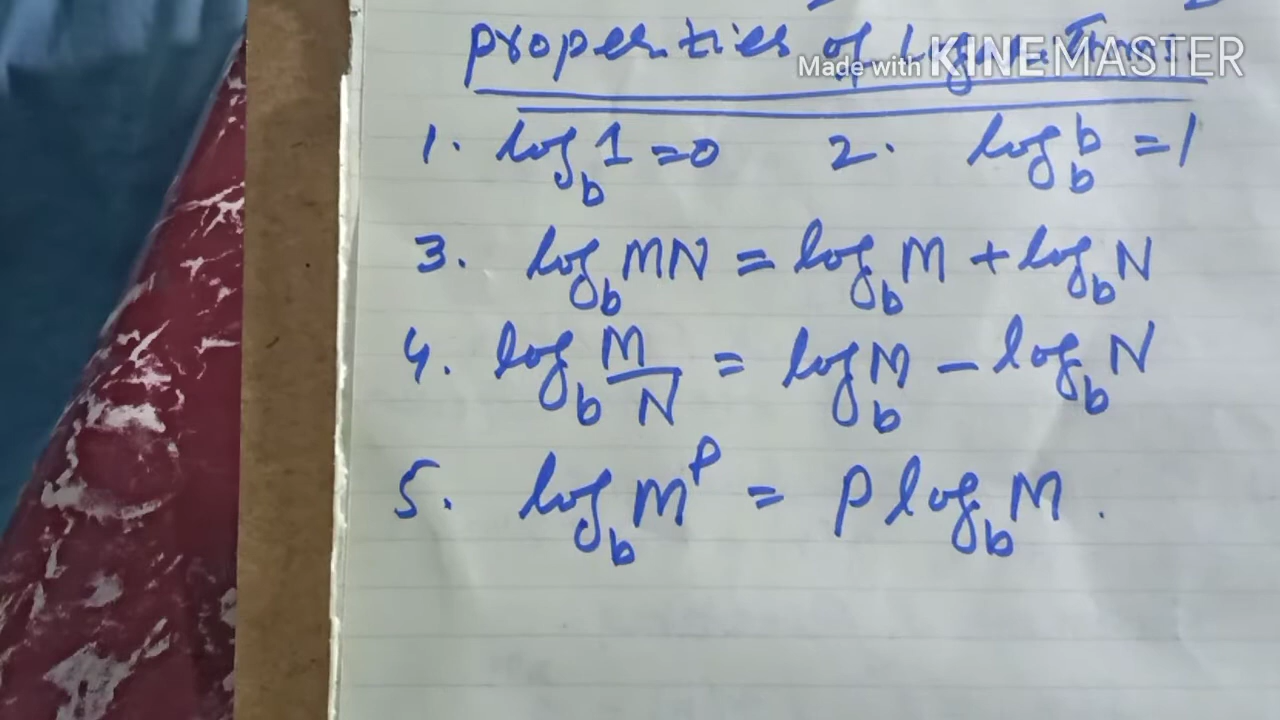 properties of Logarithms.
Made with KINEMASTER
1. log_b 1 = 0 2. log_b b = 1
3. log_b MN = log_b M + log_b N
4. log_b M/N = log_b M - log_b N
5. log_b M^p = p log_b M.